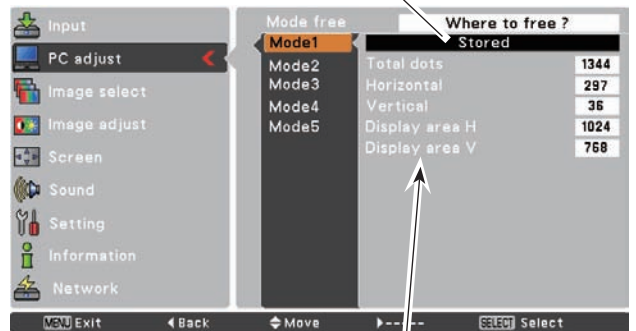 Input
PC adjust
Image select
Image adjust
Screen
Sound
Setting
Information
Network
Mode free
Where to free ?
Mode1
Stored
Mode2
Total dots 1344
Mode3
Horizontal 297
Mode4
Vertical 36
Mode5
Display area H 1024
Display area V 768
MENU Exit
Back
Move
-----
SELECT Select